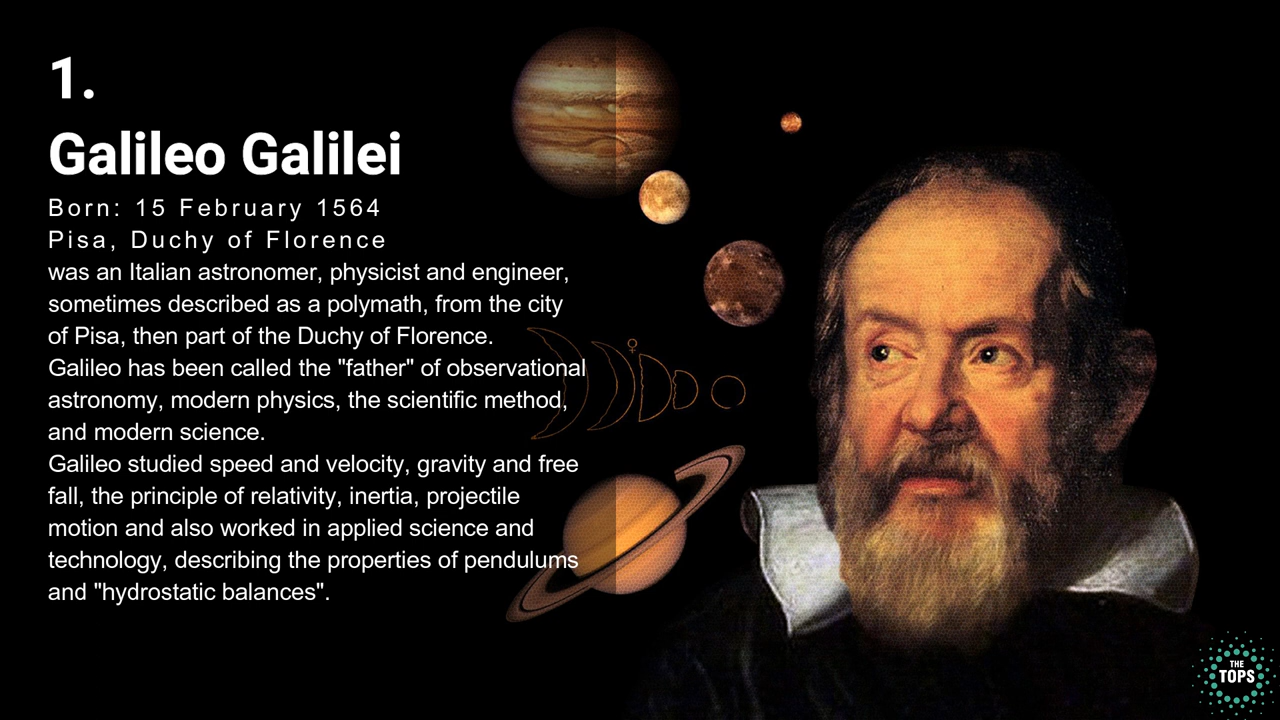 1.
Galileo Galilei
Born: 15 February 1564
Pisa, Duchy of Florence
was an Italian astronomer, physicist and engineer,
sometimes described as a polymath, from the city
of Pisa, then part of the Duchy of Florence.
Galileo has been called the "father" of observational
astronomy, modern physics, the scientific method,
and modern science.
Galileo studied speed and velocity, gravity and free
fall, the principle of relativity, inertia, projectile
motion and also worked in applied science and
technology, describing the properties of pendulums
and "hydrostatic balances".
THE
TOPS